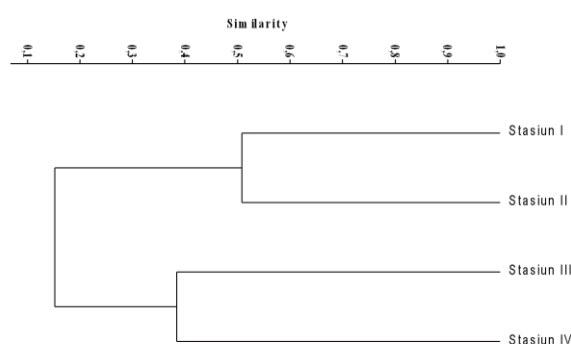 Similarity
0,1 0,2 0,3 0,4 0,5 0,6 0,7 0,8 0,9 1,0
Stasiun I
Stasiun II
Stasiun III
Stasiun IV